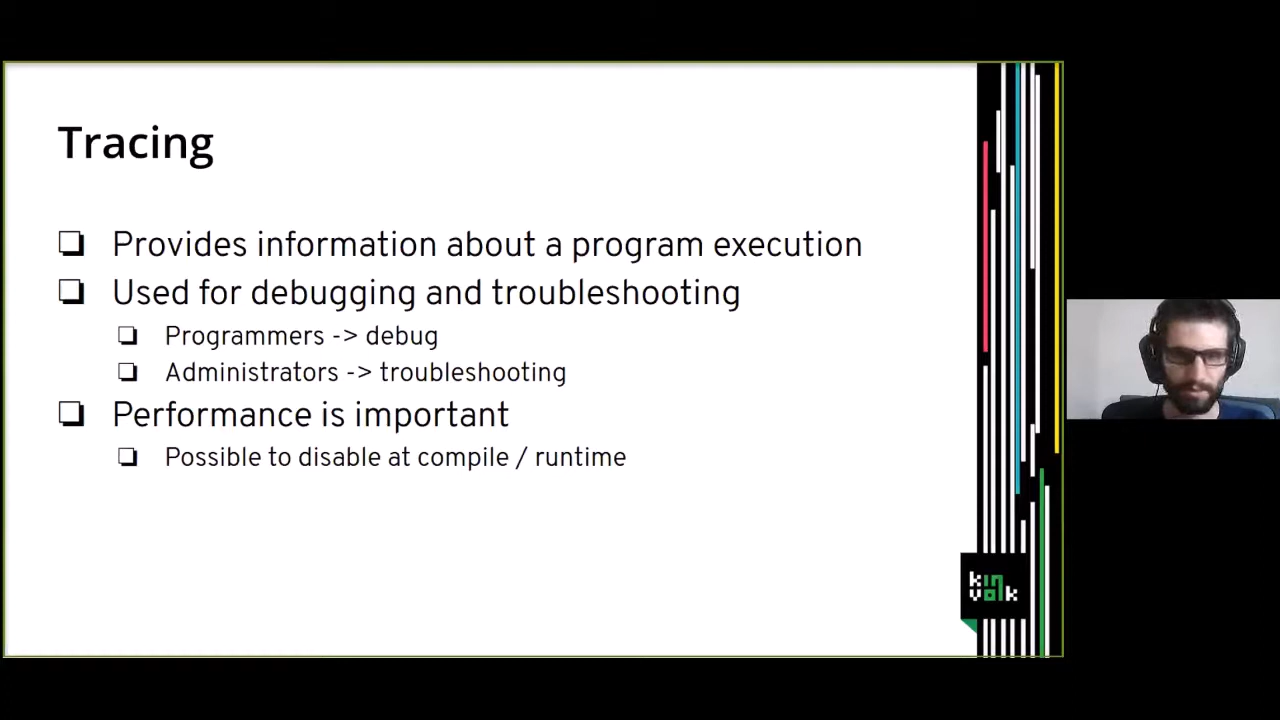 Tracing
Provides information about a program execution
Used for debugging and troubleshooting
Programmers -> debug
Administrators -> troubleshooting
Performance is important
Possible to disable at compile / runtime
kin
volk